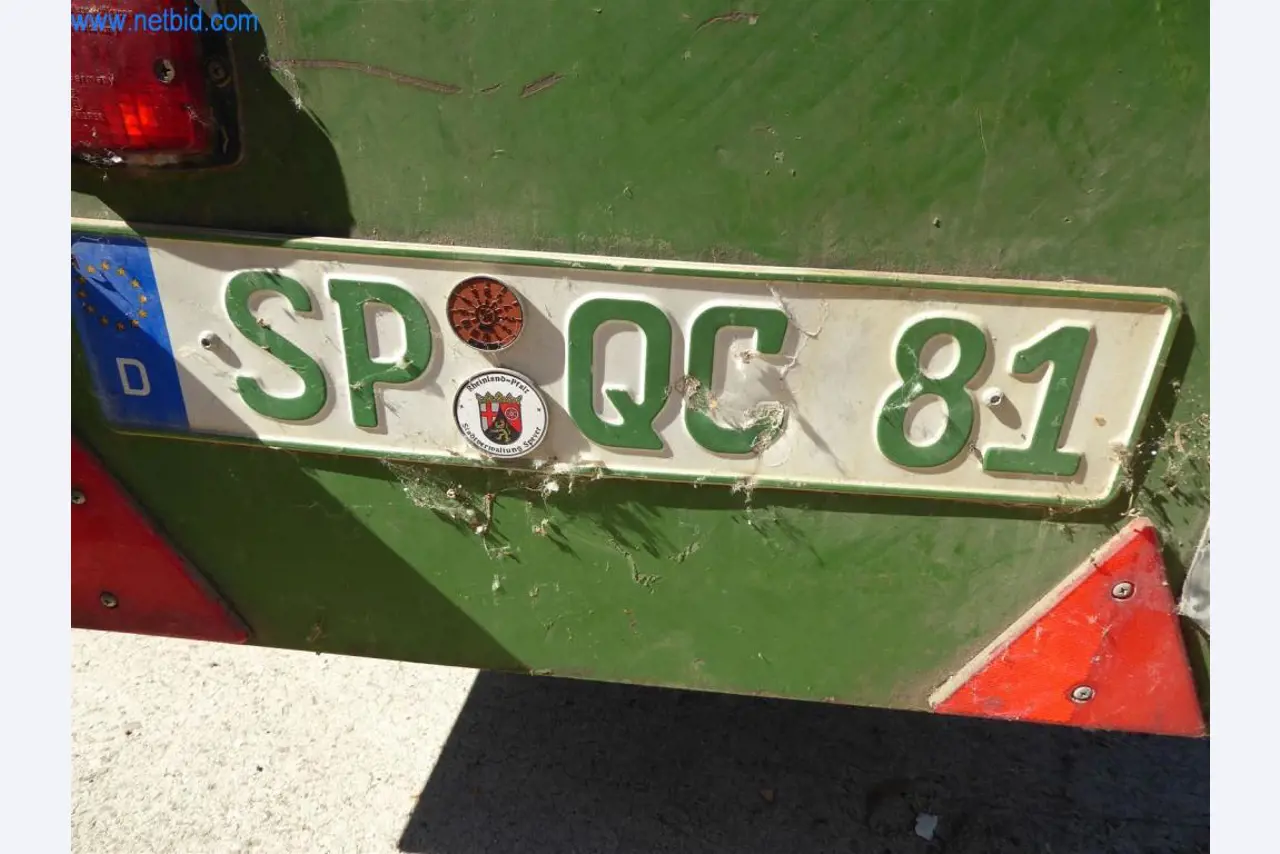 www.netbid.com
D
SP QC 81
Rheinland-Pfalz
Stadtverwaltung Speyer